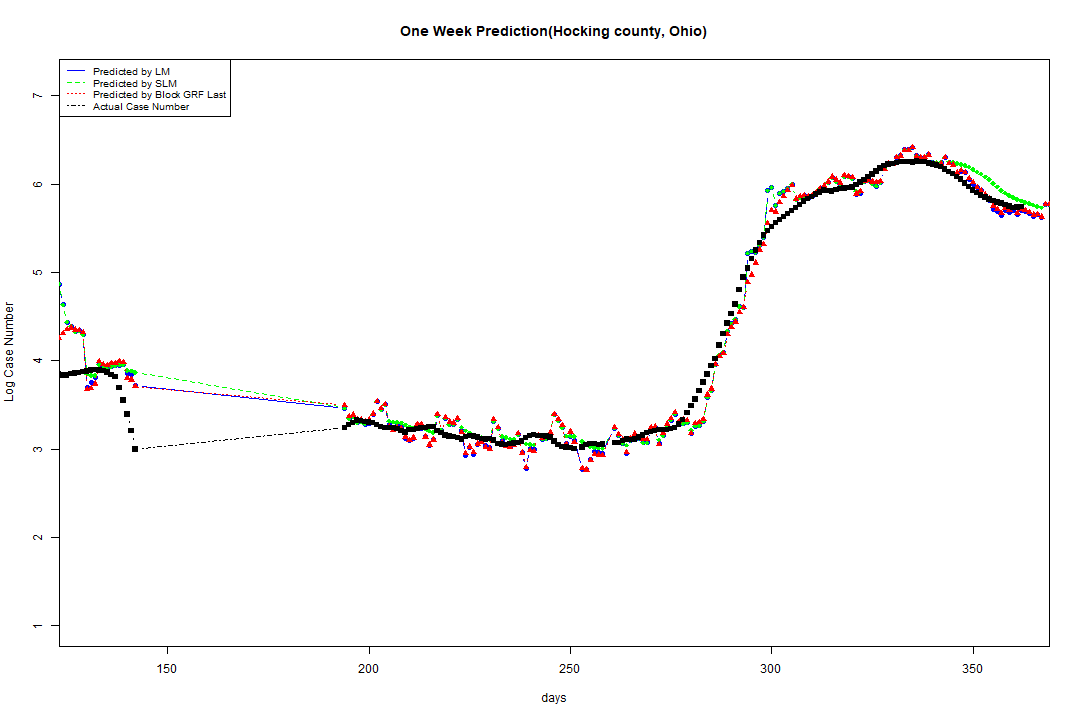 One Week Prediction(Hocking county, Ohio)
Predicted by LM
Predicted by SLM
Predicted by Block GRF Last
Actual Case Number
7
6
5
4
3
2
1
Log Case Number
150 200 250 300 350
days